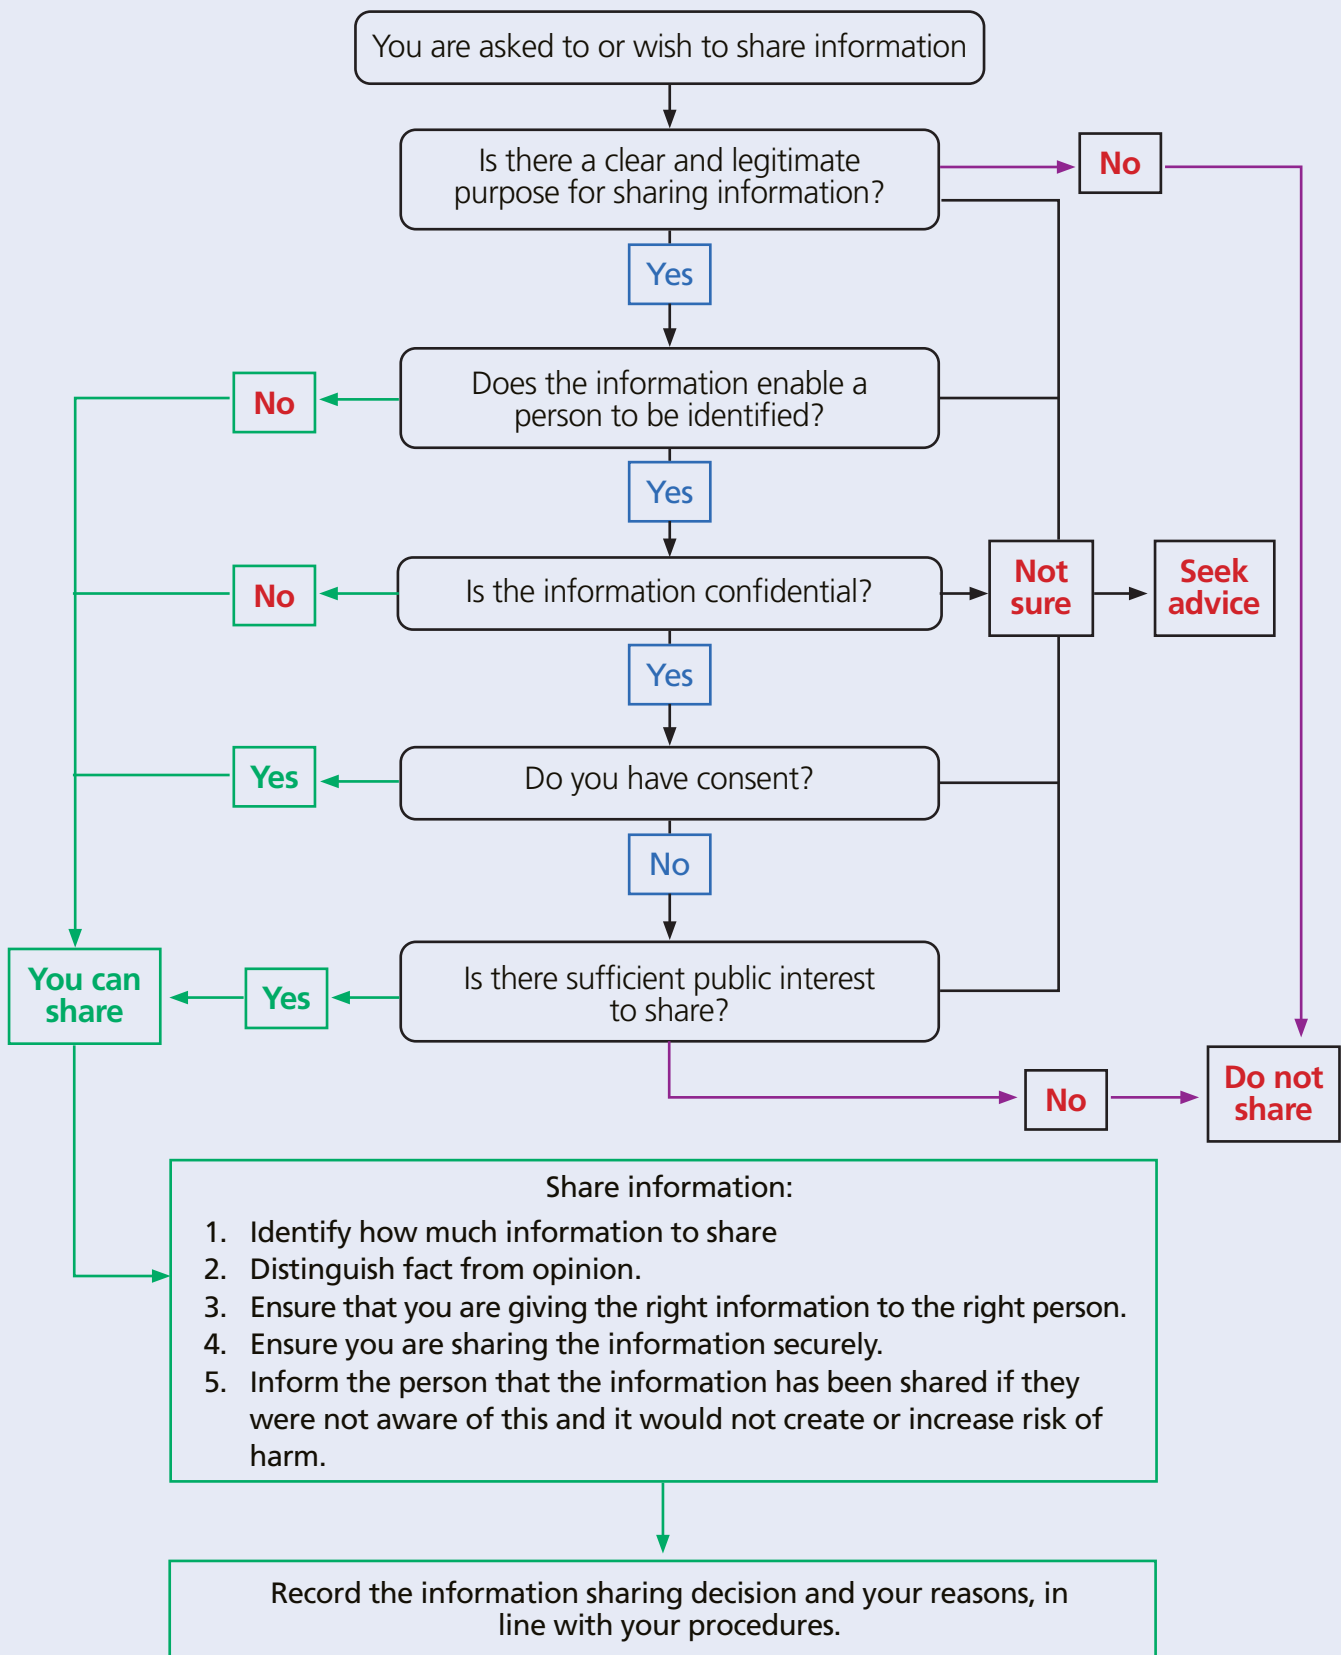 You are asked to or wish to share information
Is there a clear and legitimate
purpose for sharing information?
No
Yes
Does the information enable a
person to be identified?
No
Yes
Is the information confidential?
No
Not
sure
Seek
advice
Yes
Do you have consent?
Yes
No
Is there sufficient public interest
to share?
Yes
You can
share
No
Do not
share
Share information:
1. Identify how much information to share
2. Distinguish fact from opinion.
3. Ensure that you are giving the right information to the right person.
4. Ensure you are sharing the information securely.
5. Inform the person that the information has been shared if they
were not aware of this and it would not create or increase risk of
harm.
Record the information sharing decision and your reasons, in
line with your procedures.